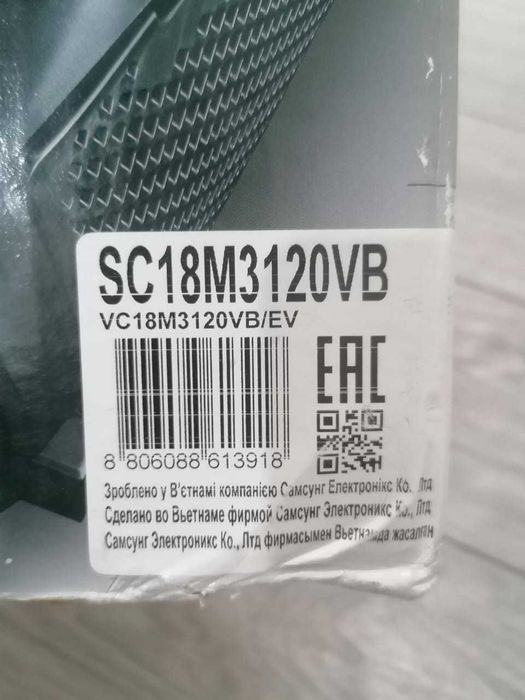 SC18M3120VB
VC18M3120VB/EV
EAC
8 806088 613918
Зроблено у В'єтнамі компанією Самсунг Електронікс Ко. Лтд
Сделано во Вьетнаме фирмой Самсунг Электроникс Ко., Лтд
Самсунг Электроникс Ко., Лтд фирмасымен Вьетнамда жасалған